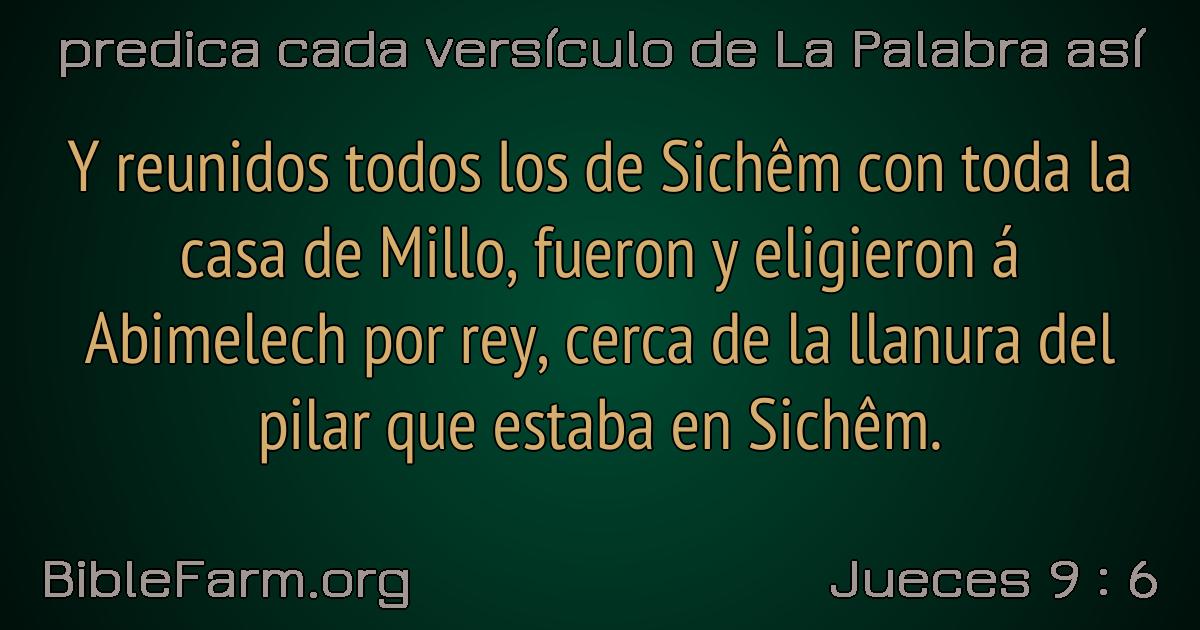 predica cada versículo de La Palabra así
Y reunidos todos los de Sichêm con toda la
casa de Millo, fueron y eligieron á
Abimelech por rey, cerca de la llanura del
pilar que estaba en Sichêm.
BibleFarm.org
Jueces 9 : 6